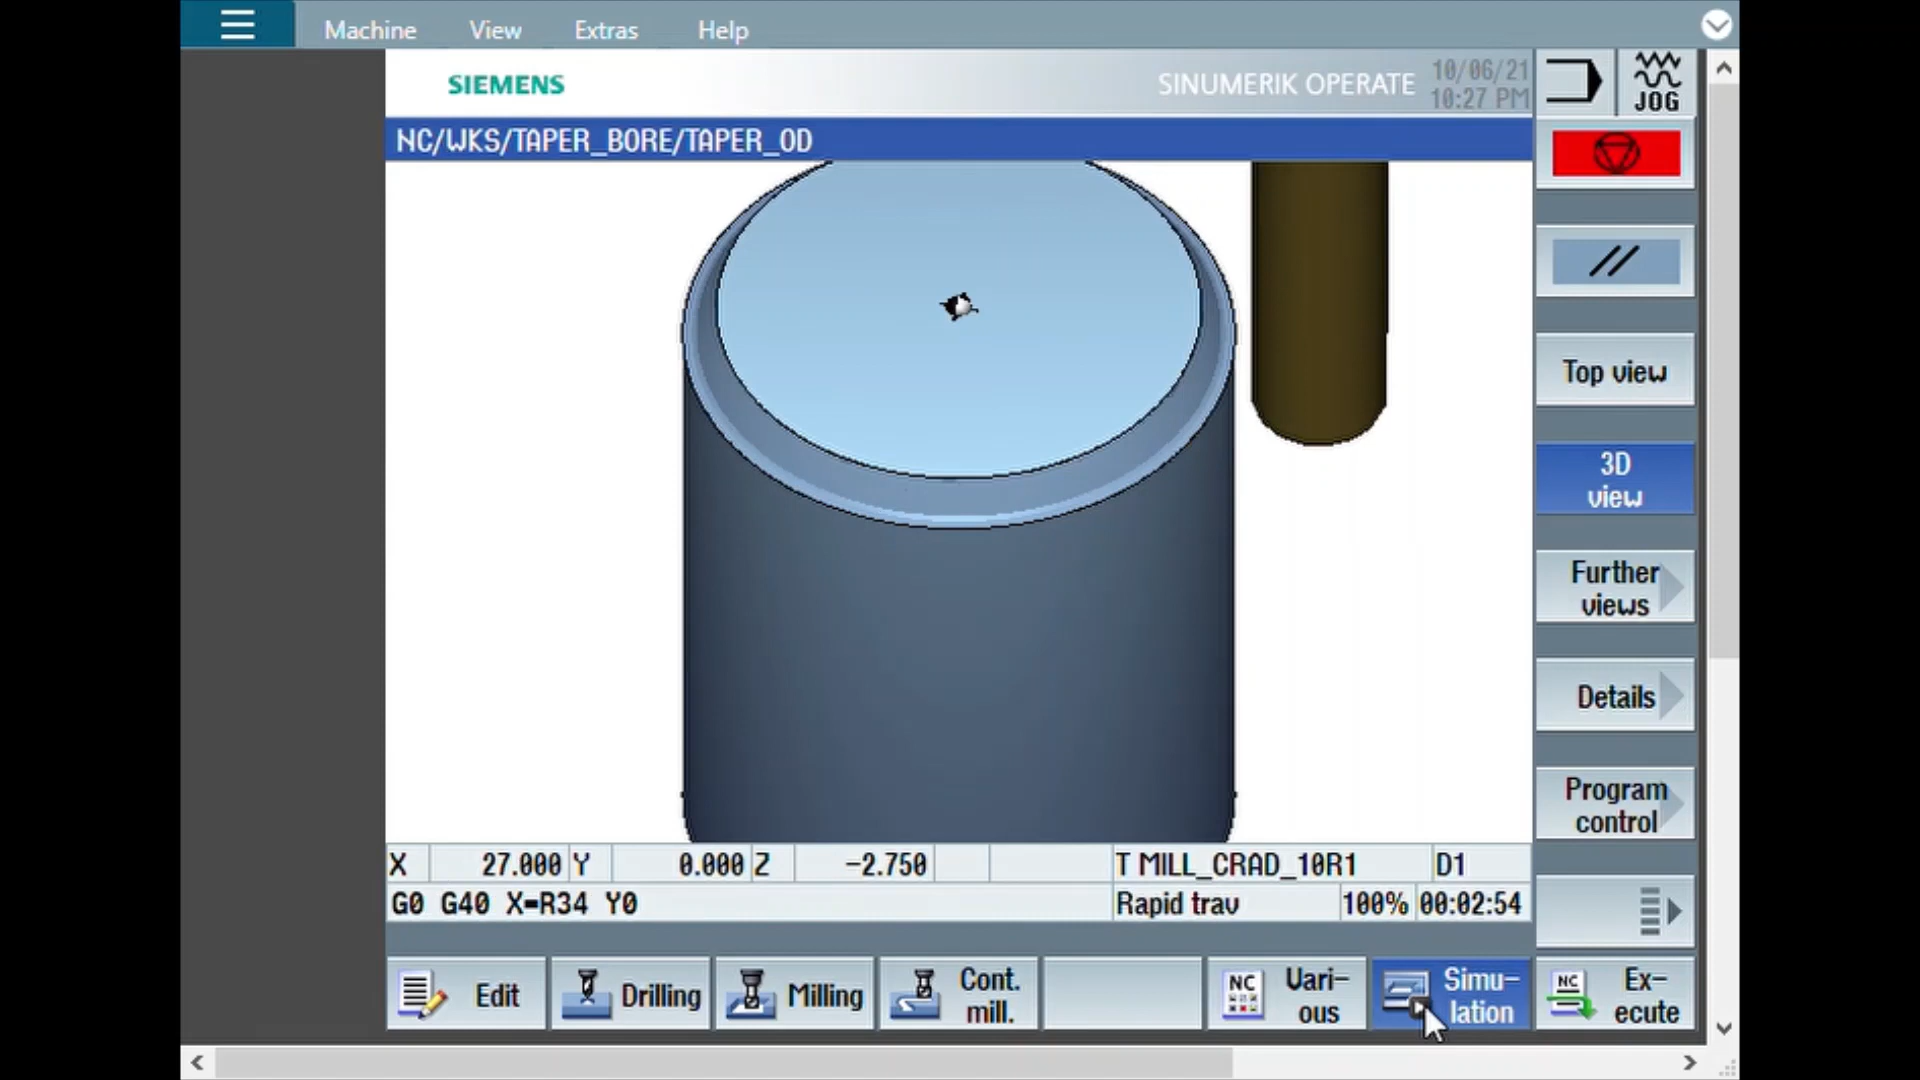 Machine View Extras Help
SIEMENS
SINUMERIK OPERATE
10/06/21
10:27 PM
JOG
NC/WKS/TAPER_BORE/TAPER_OD
Top view
3D
view
Further
views
Details
Program
control
X 27.000 Y 0.000 Z -2.750 T MILL_CRAD_10R1 D1
G0 G40 X=R34 Y0 Rapid trav 100% 00:02:54
Edit
Drilling
Milling
Cont.
mill.
NC
Vari-
ous
Simu-
lation
NC
Ex-
ecute